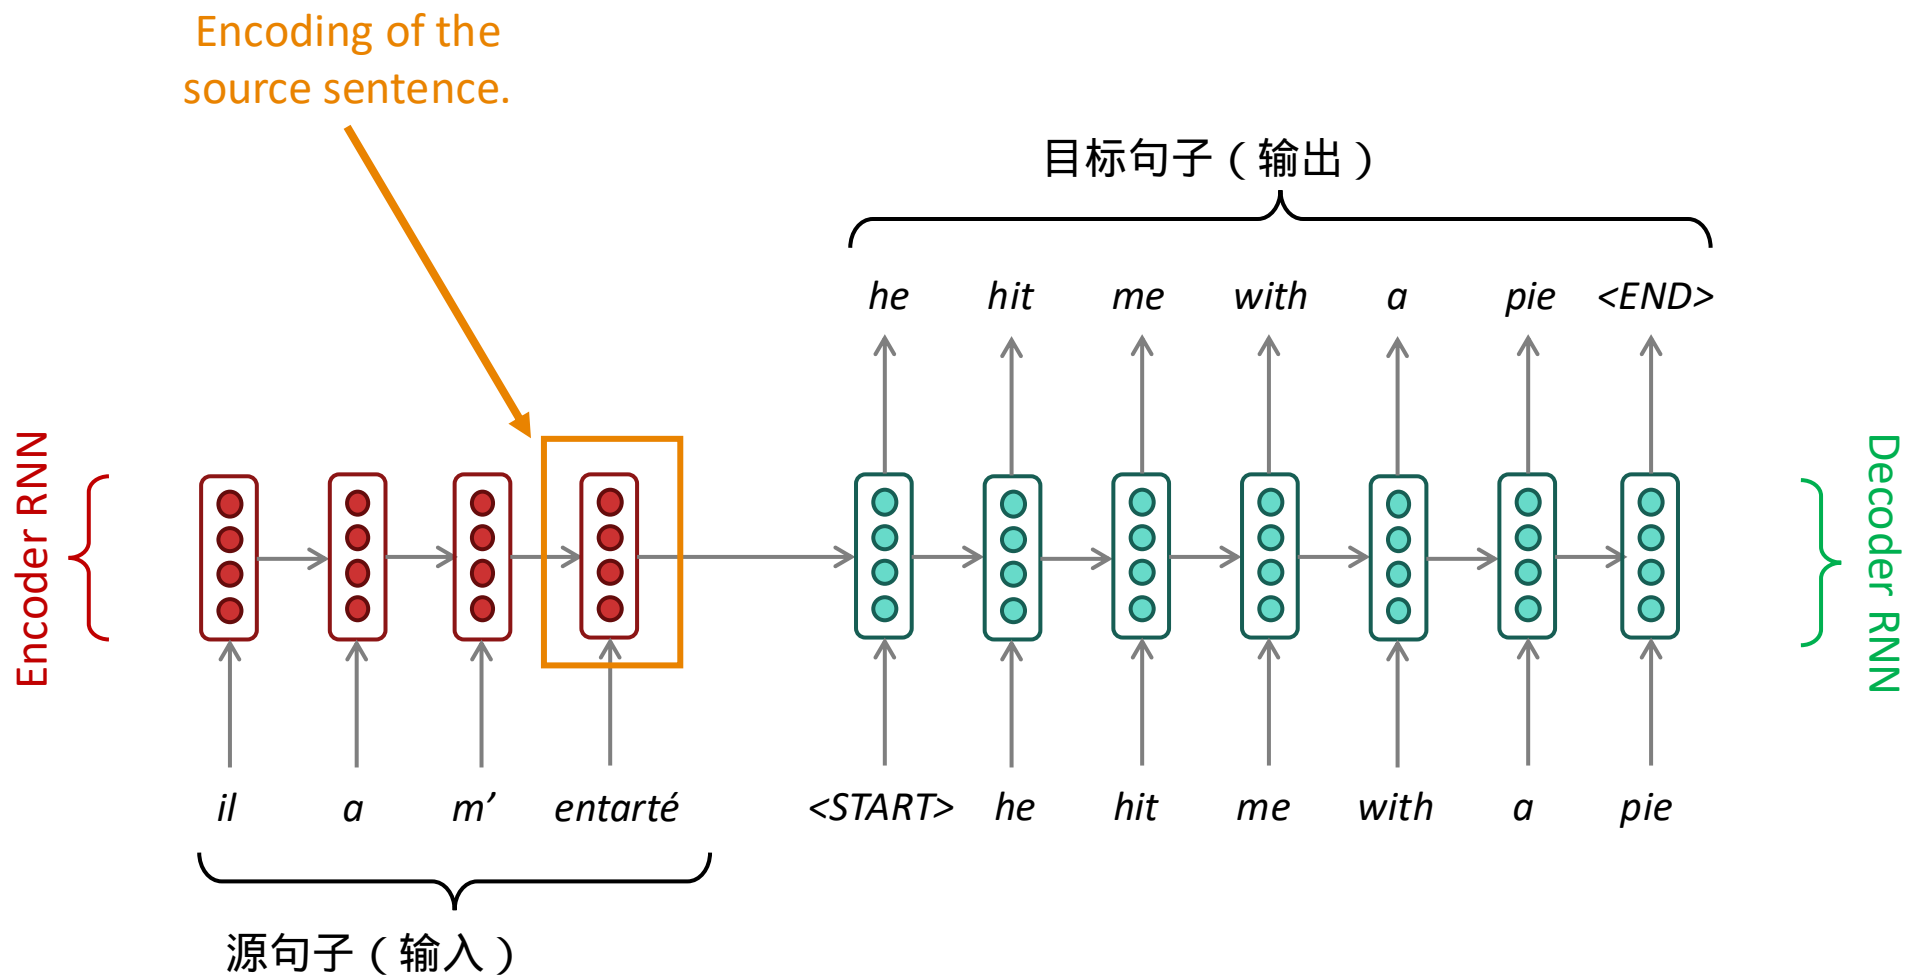 Encoding of the
source sentence.
目标句子（输出）
he hit me with a pie <END>
Encoder RNN
Decoder RNN
il a m’ entarté <START> he hit me with a pie
源句子（输入）